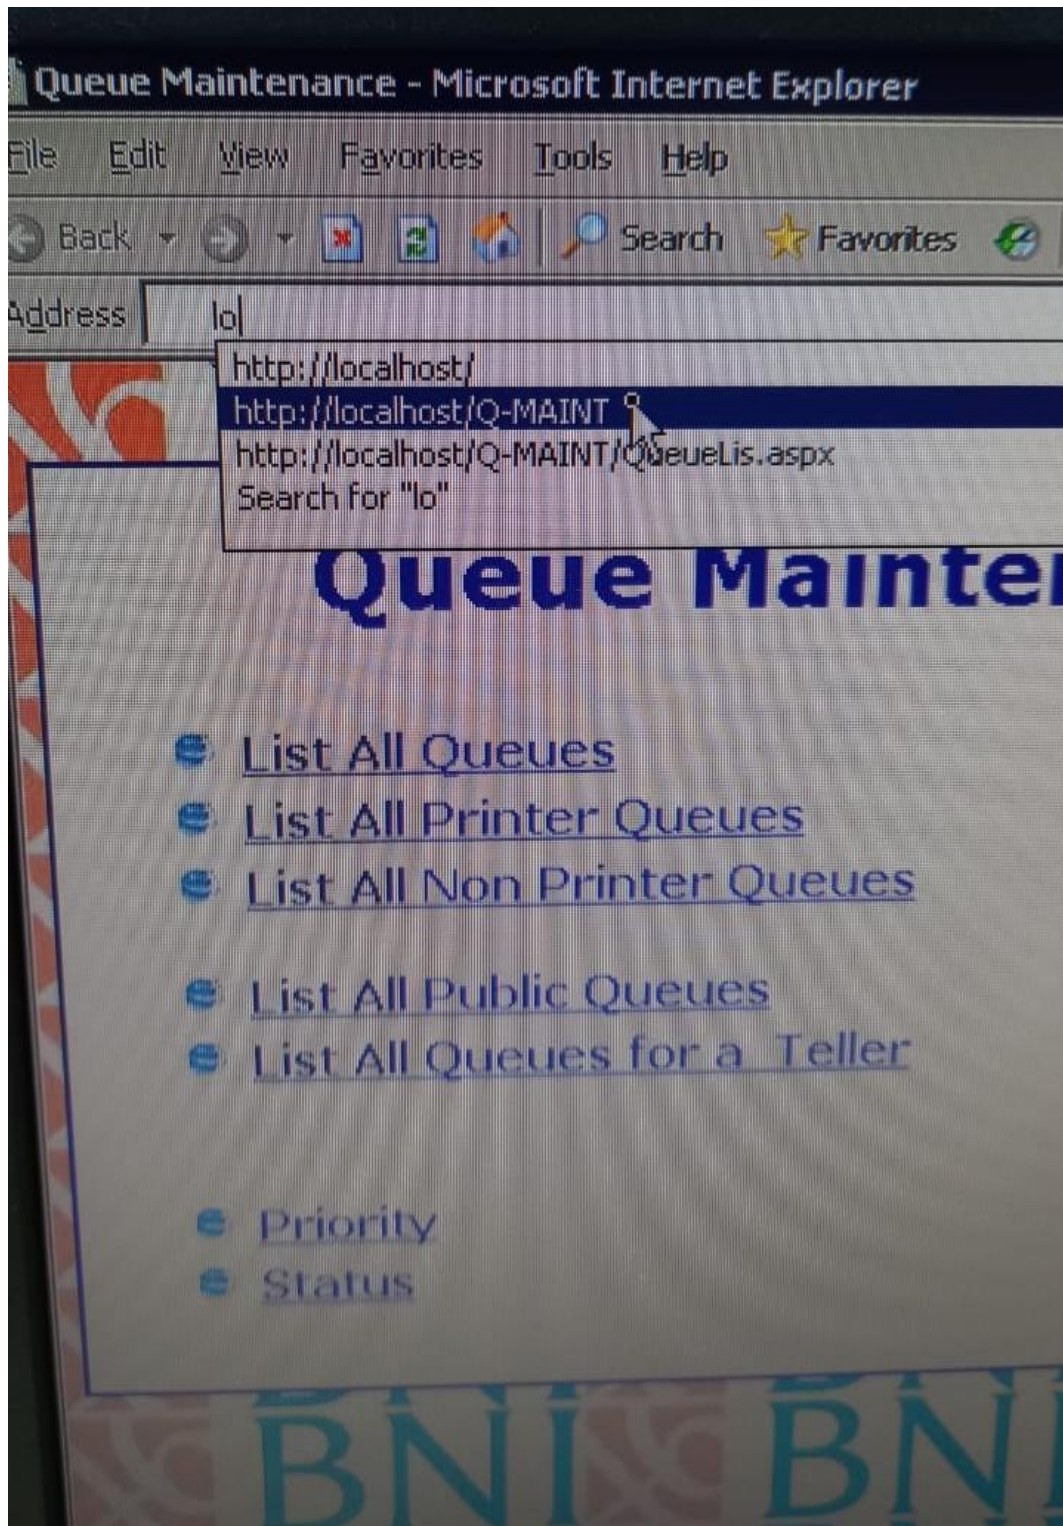 Queue Maintenance - Microsoft Internet Explorer
File Edit View Favorites Tools Help
Back Search Favorites
Address lo
http://localhost/
http://localhost/Q-MAINT
http://localhost/Q-MAINT/QueueLis.aspx
Search for "lo"
Queue Mainte
List All Queues
List All Printer Queues
List All Non Printer Queues
List All Public Queues
List All Queues for a Teller
Priority
Status
BNI BN